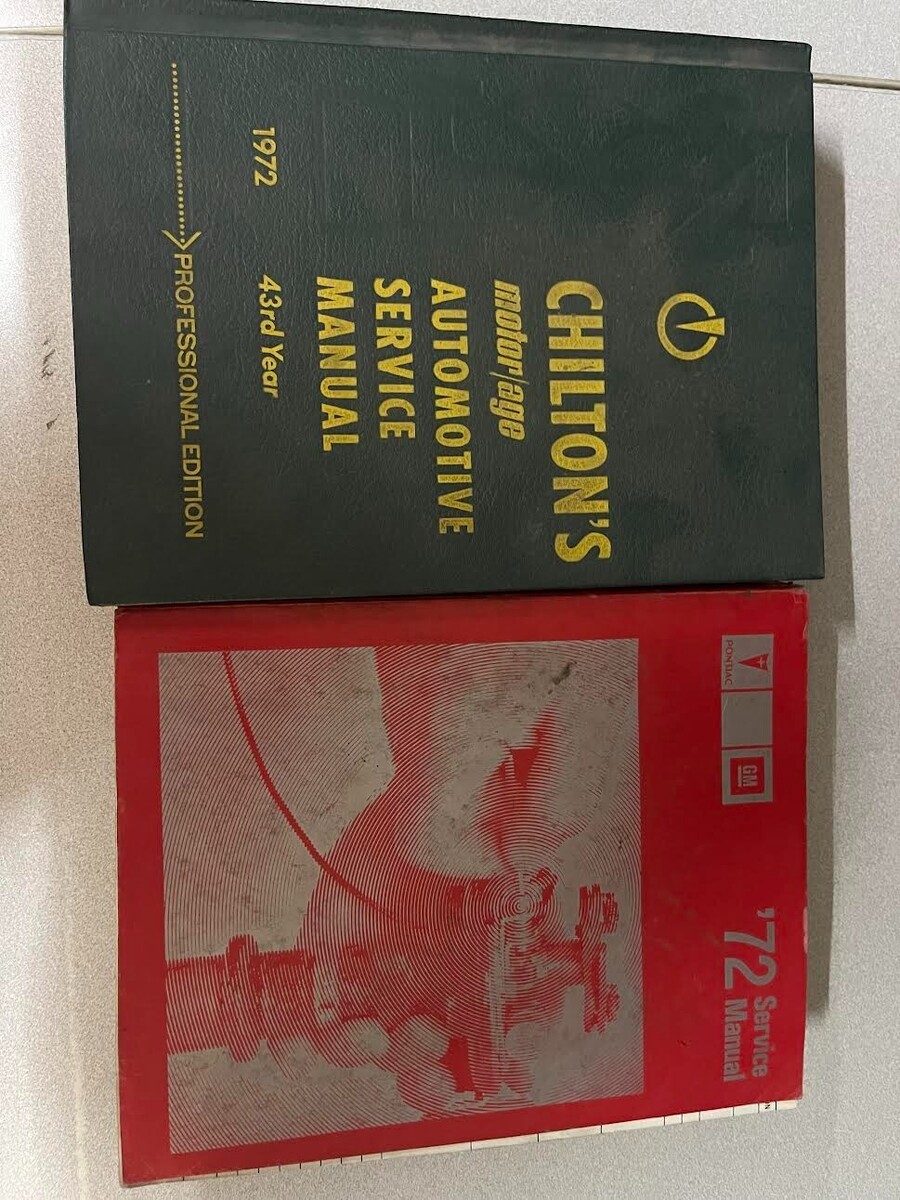 CHILTON'S
motor/age
AUTOMOTIVE
SERVICE
MANUAL
1972 43rd Year
PROFESSIONAL EDITION
PONTIAC
GM
'72 Service
Manual